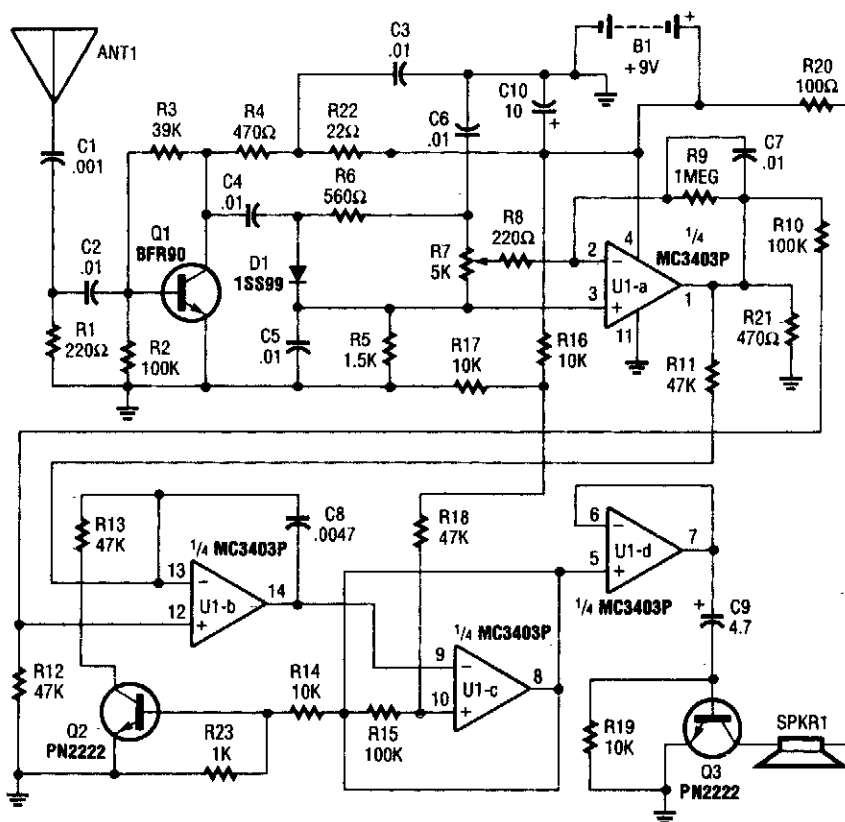 ANT1
C1
.001
C2
.01
R1
220Ω
R2
100K
R3
39K
R4
470Ω
R22
22Ω
C3
.01
C4
.01
R6
560Ω
C6
.01
C10
10
+
B1
+9V
+
R20
100Ω
C7
.01
R9
1MEG
R10
100K
Q1
BFR90
D1
1SS99
C5
.01
R5
1.5K
R7
5K
R8
220Ω
R17
10K
R16
10K
2
−
3
+
4
11
1
U1-a
1/4
MC3403P
R21
470Ω
R11
47K
R13
47K
C8
.0047
1/4 MC3403P
13
−
12
+
14
U1-b
R18
47K
6
−
5
+
7
U1-d
1/4 MC3403P
+
C9
4.7
1/4 MC3403P
9
−
10
+
8
U1-c
R12
47K
Q2
PN2222
R14
10K
R23
1K
R15
100K
R19
10K
Q3
PN2222
SPKR1